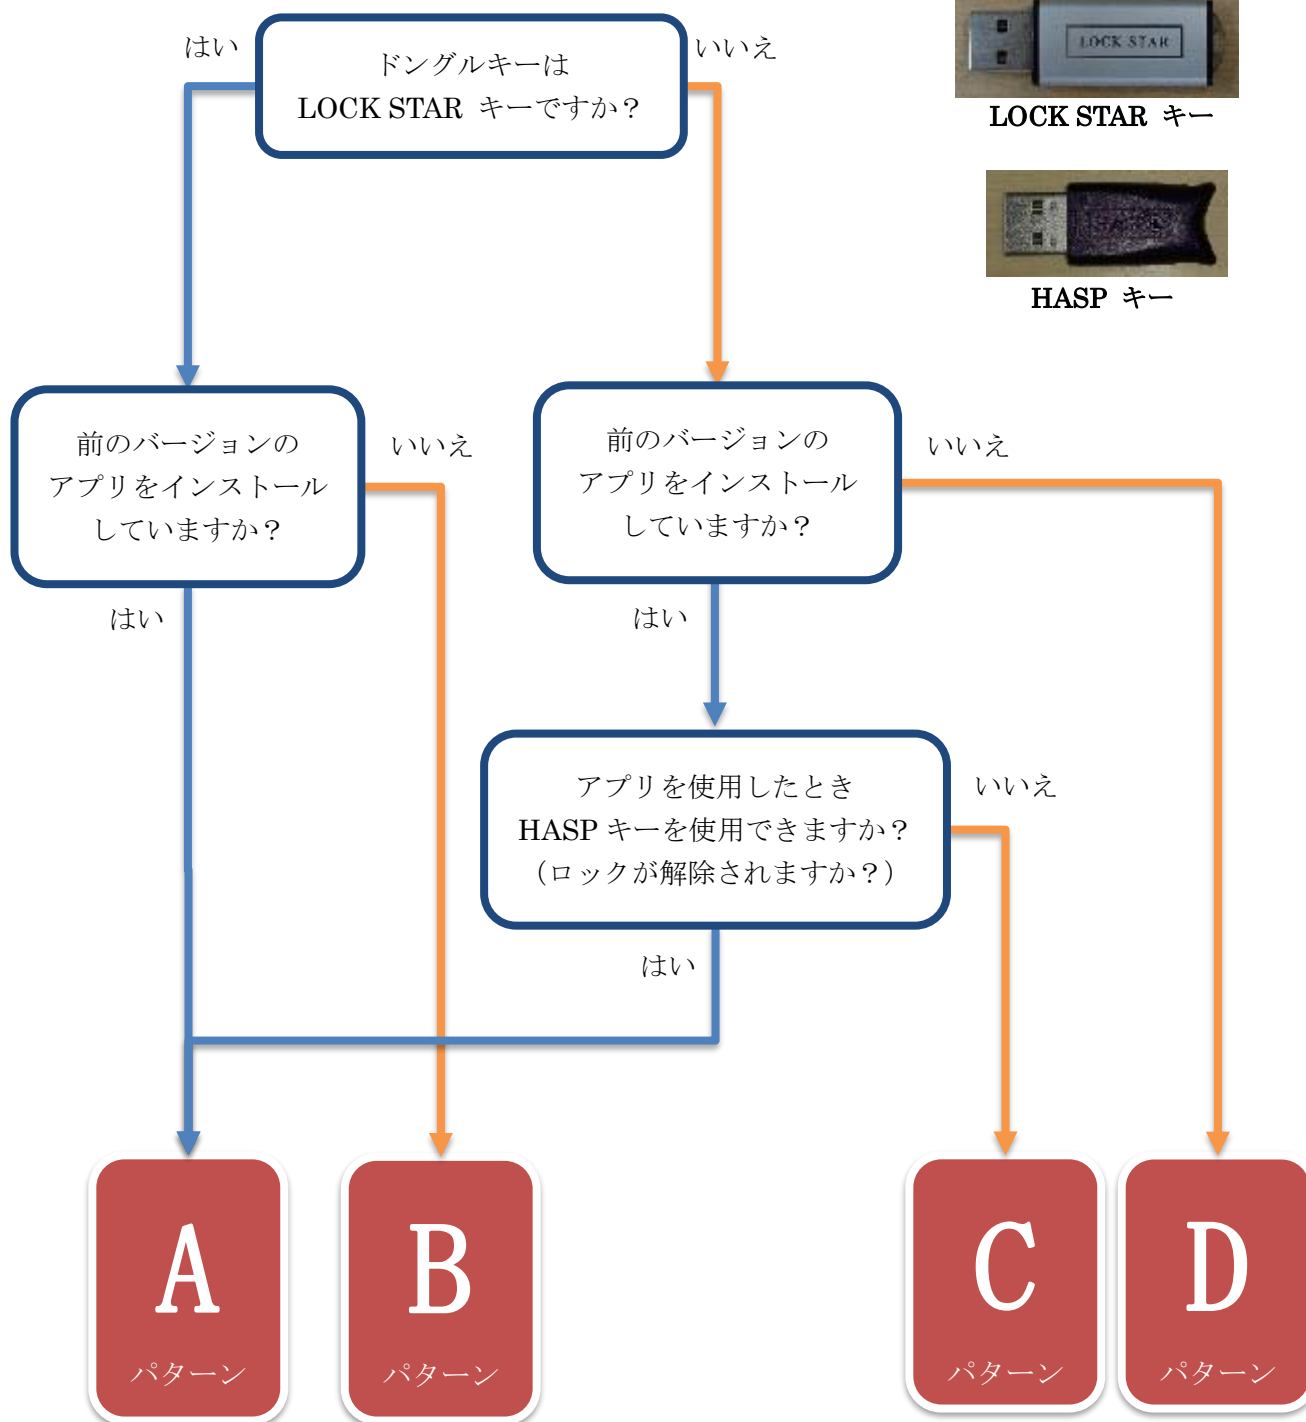 はい
ドングルキーは
LOCK STAR キーですか？
いいえ
LOCK STAR
LOCK STAR キー
HASP キー
前のバージョンの
アプリをインストール
していますか？
いいえ
はい
前のバージョンの
アプリをインストール
していますか？
いいえ
はい
アプリを使用したとき
HASP キーを使用できますか？
（ロックが解除されますか？）
いいえ
はい
A
パターン
B
パターン
C
パターン
D
パターン